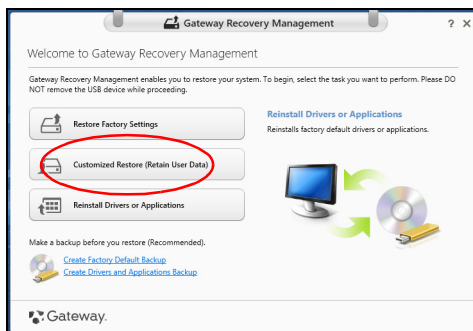 Gateway Recovery Management
? X
Welcome to Gateway Recovery Management
Gateway Recovery Management enables you to restore your system. To begin, select the task you want to perform. Please DO
NOT remove the USB device while proceeding.
Restore Factory Settings
Customized Restore (Retain User Data)
Reinstall Drivers or Applications
Reinstall Drivers or Applications
Reinstalls factory default drivers or applications.
Make a backup before you restore (Recommended).
Create Factory Default Backup
Create Drivers and Applications Backup
Gateway.